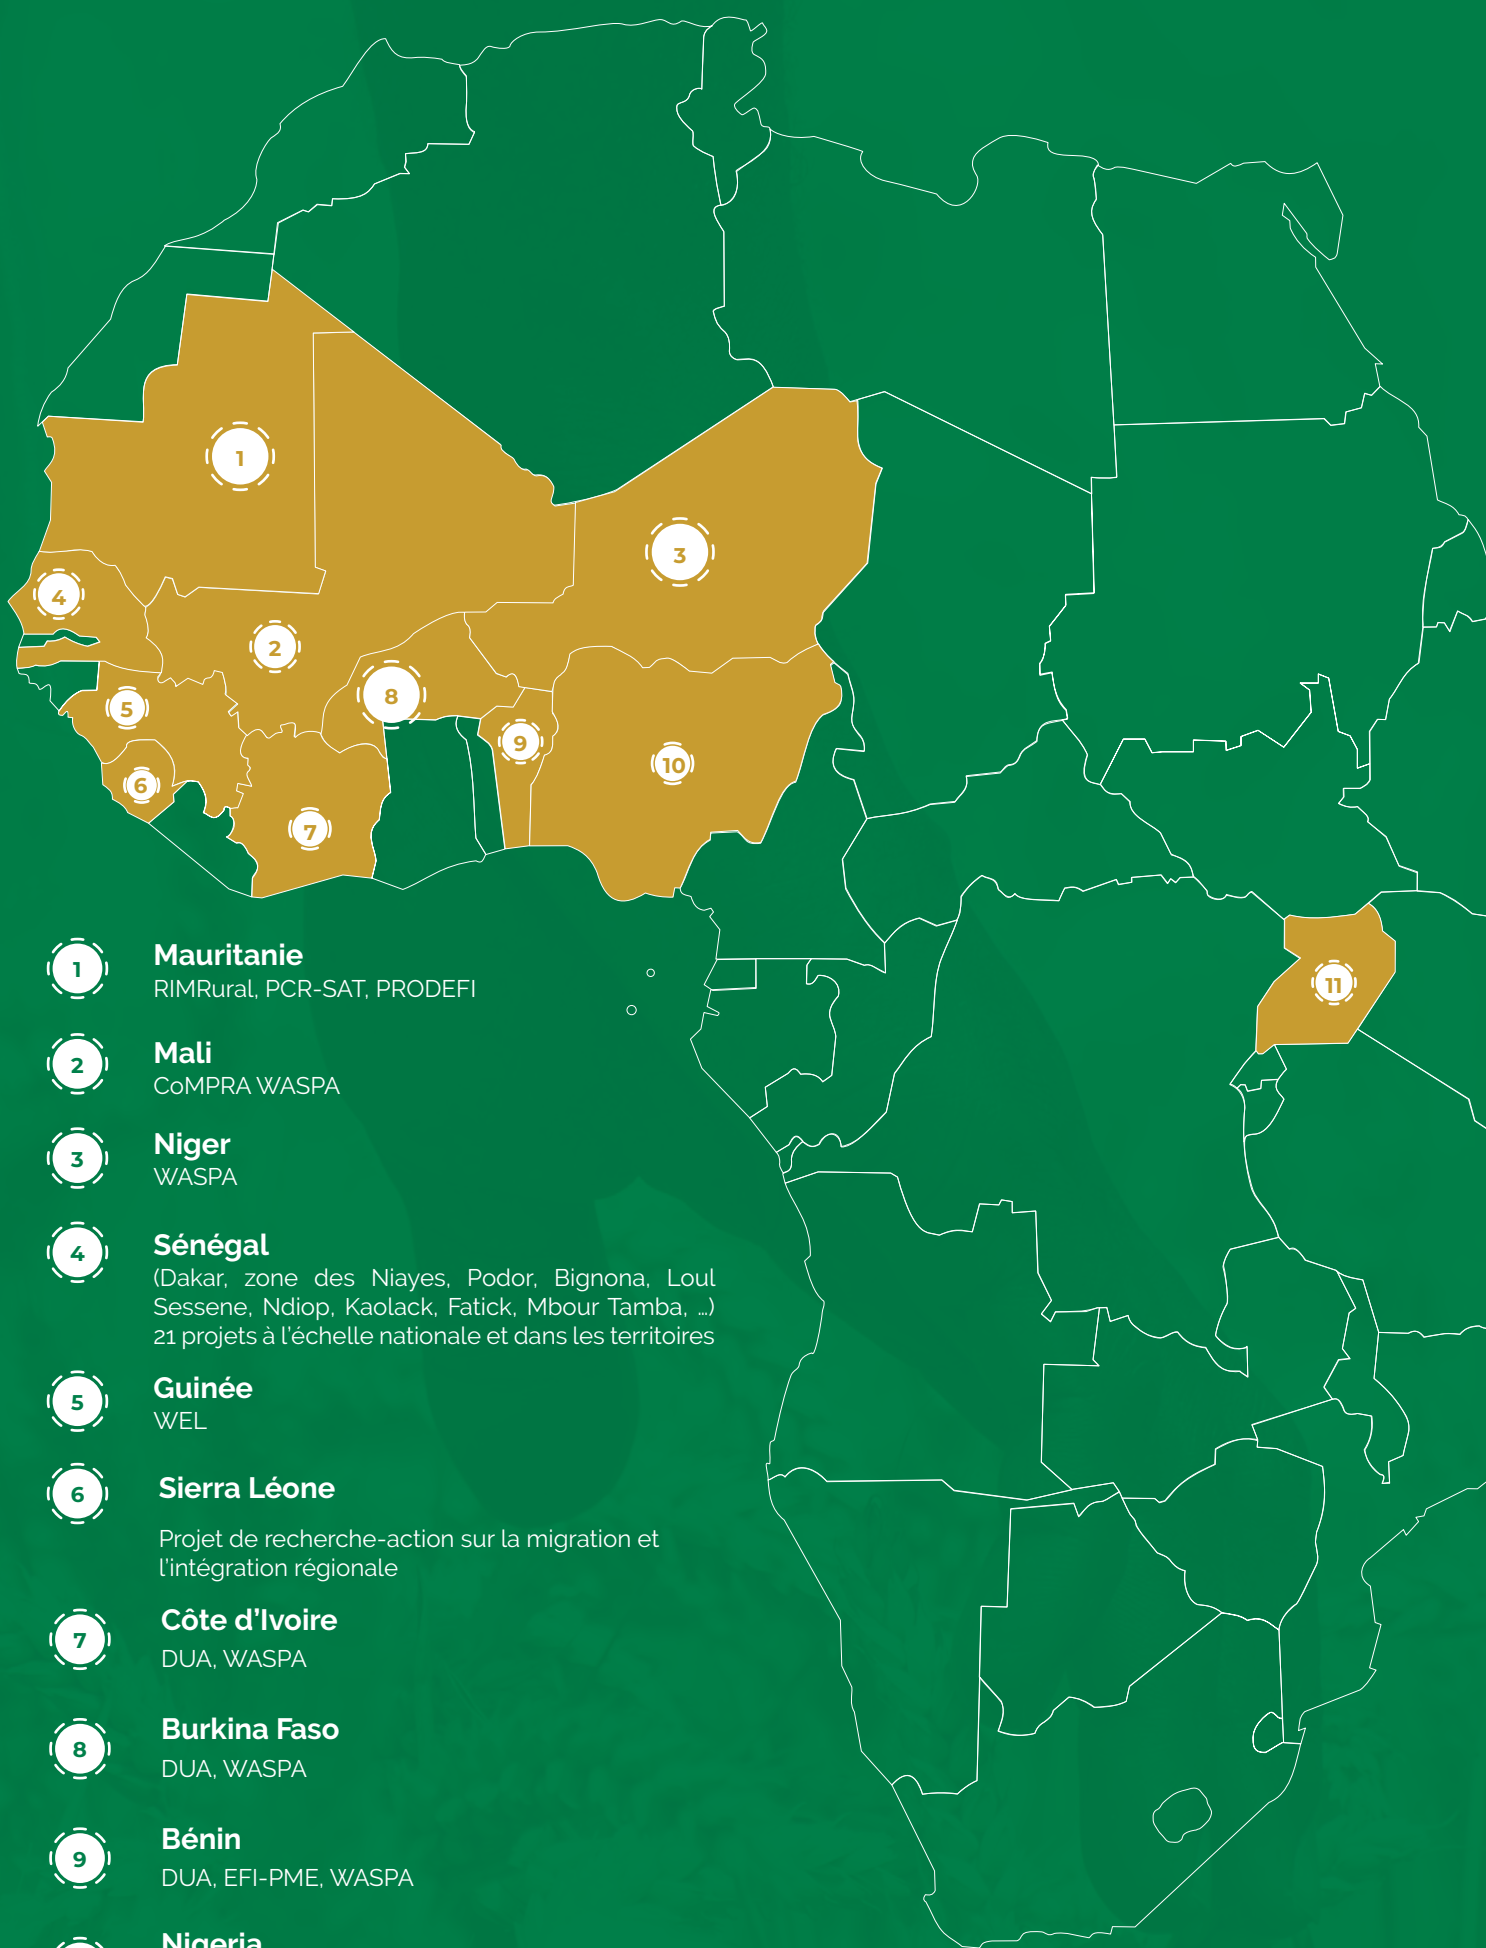 1
2
3
4
5
6
7
8
9
10
11
1
Mauritanie
RIMRural, PCR-SAT, PRODEFI
2
Mali
CoMPRA WASPA
3
Niger
WASPA
4
Sénégal
(Dakar, zone des Niayes, Podor, Bignona, Loul
Sessene, Ndiop, Kaolack, Fatick, Mbour Tamba, ...)
21 projets à l'échelle nationale et dans les territoires
5
Guinée
WEL
6
Sierra Léone
Projet de recherche-action sur la migration et
l'intégration régionale
7
Côte d'Ivoire
DUA, WASPA
8
Burkina Faso
DUA, WASPA
9
Bénin
DUA, EFI-PME, WASPA
Nigeria